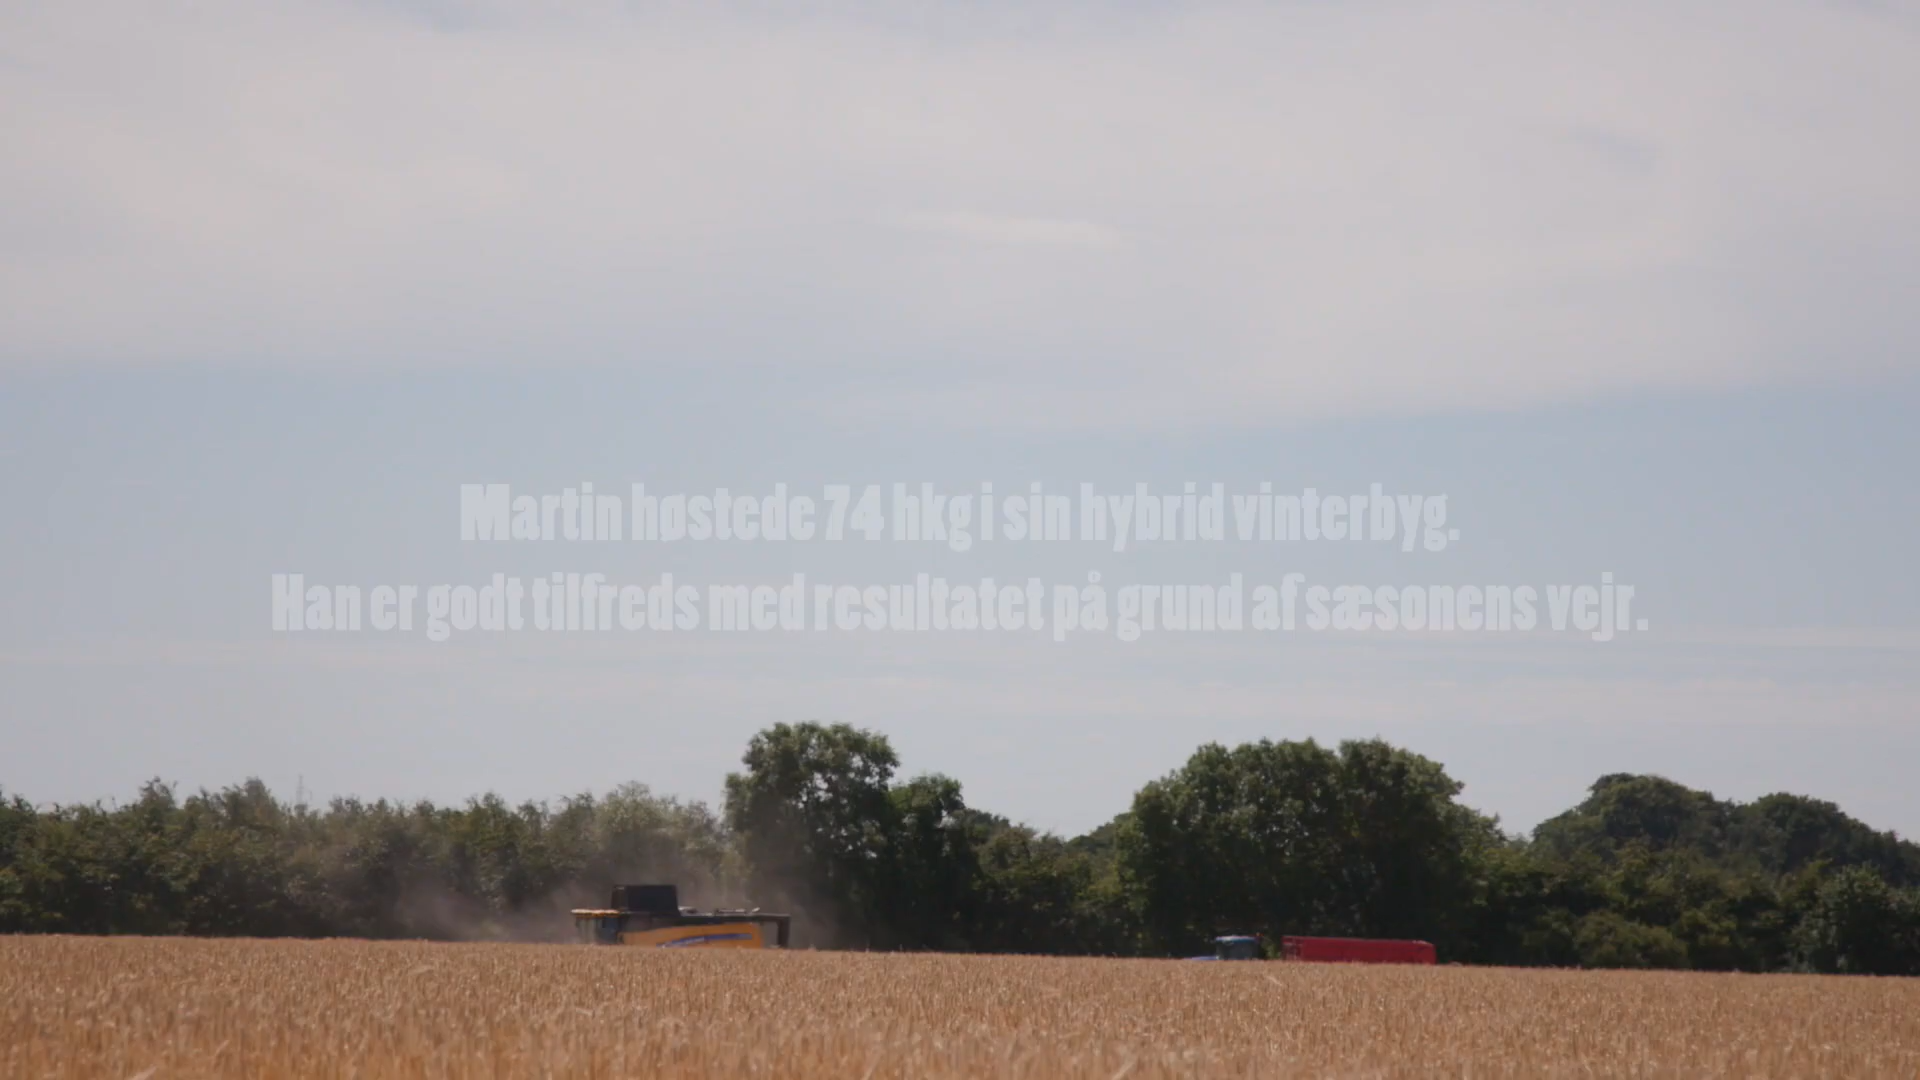 Martin høstede 74 hkg i sin hybrid vinterbyg.
Han er godt tilfreds med resultatet på grund af sæsonens vejr.